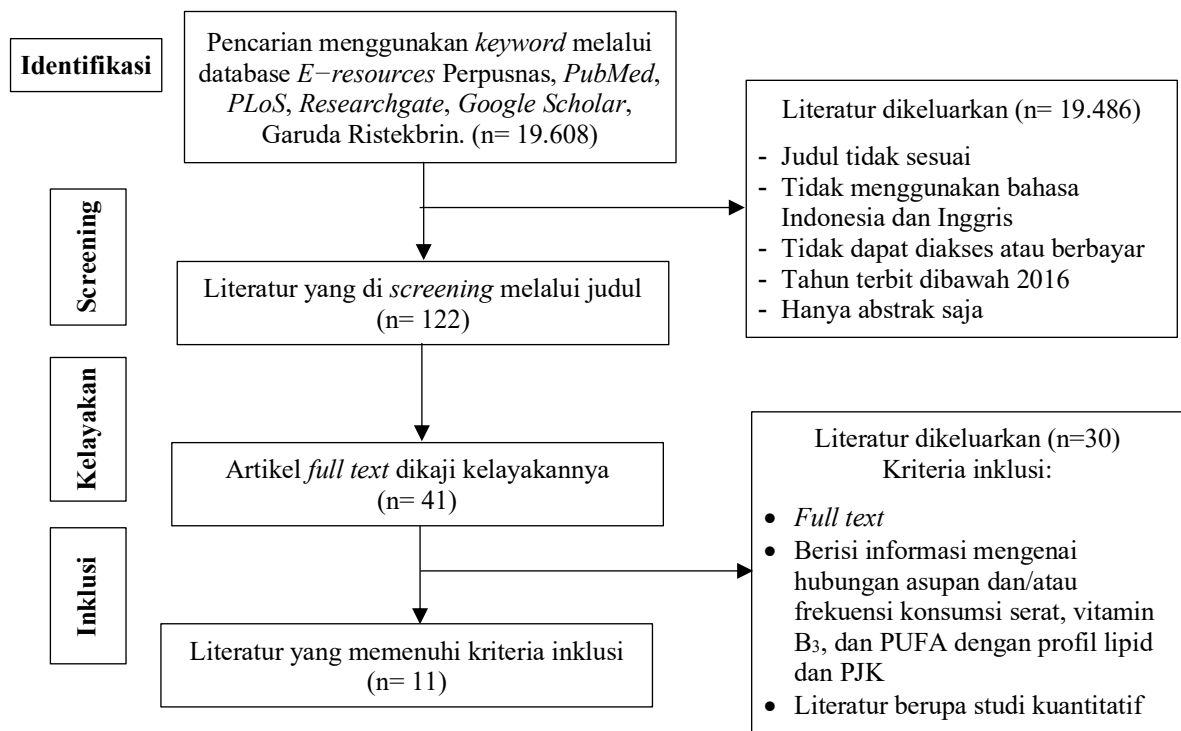 Identifikasi
Pencarian menggunakan keyword melalui
database E−resources Perpusnas, PubMed,
PLoS, Researchgate, Google Scholar,
Garuda Ristekbrin. (n= 19.608)
Literatur dikeluarkan (n= 19.486)
- Judul tidak sesuai
- Tidak menggunakan bahasa
Indonesia dan Inggris
- Tidak dapat diakses atau berbayar
- Tahun terbit dibawah 2016
- Hanya abstrak saja
Screening
Literatur yang di screening melalui judul
(n= 122)
Kelayakan
Artikel full text dikaji kelayakannya
(n= 41)
Literatur dikeluarkan (n=30)
Kriteria inklusi:
• Full text
• Berisi informasi mengenai
hubungan asupan dan/atau
frekuensi konsumsi serat, vitamin
B₃, dan PUFA dengan profil lipid
dan PJK
• Literatur berupa studi kuantitatif
Inklusi
Literatur yang memenuhi kriteria inklusi
(n= 11)